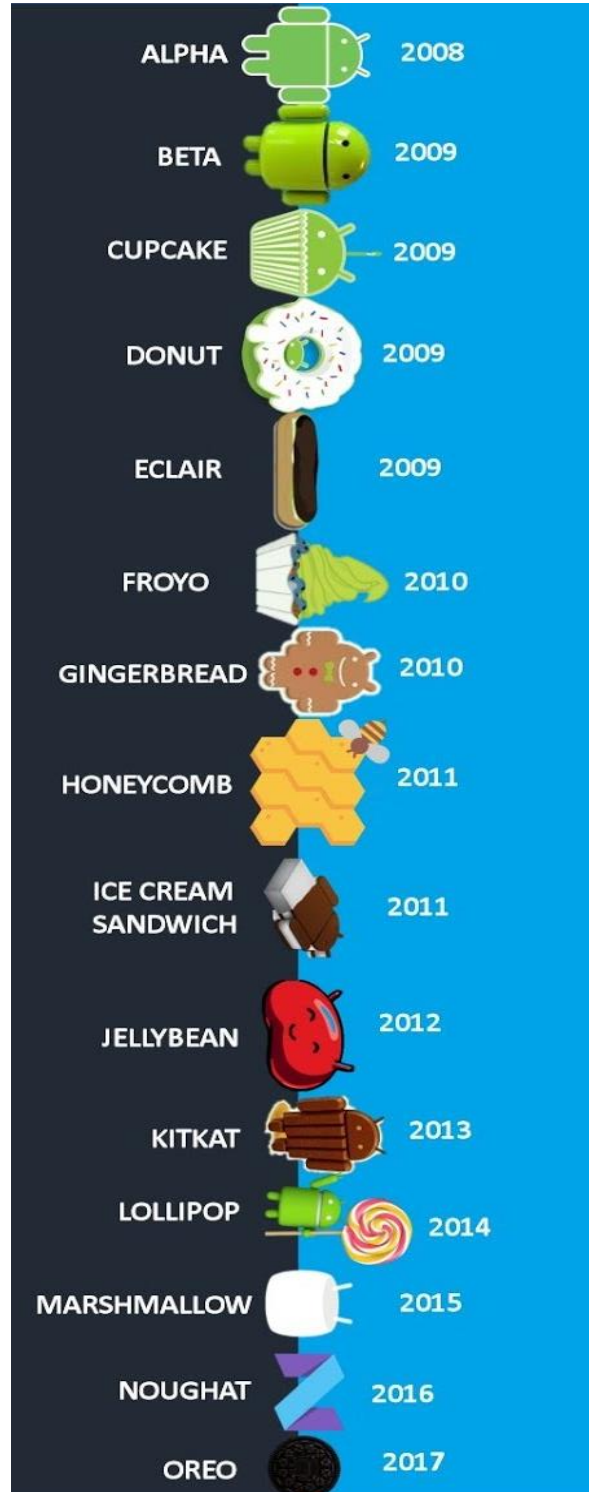 ALPHA 2008
BETA 2009
CUPCAKE 2009
DONUT 2009
ECLAIR 2009
FROYO 2010
GINGERBREAD 2010
HONEYCOMB 2011
ICE CREAM
SANDWICH 2011
JELLYBEAN 2012
KITKAT 2013
LOLLIPOP 2014
MARSHMALLOW 2015
NOUGHAT 2016
OREO 2017